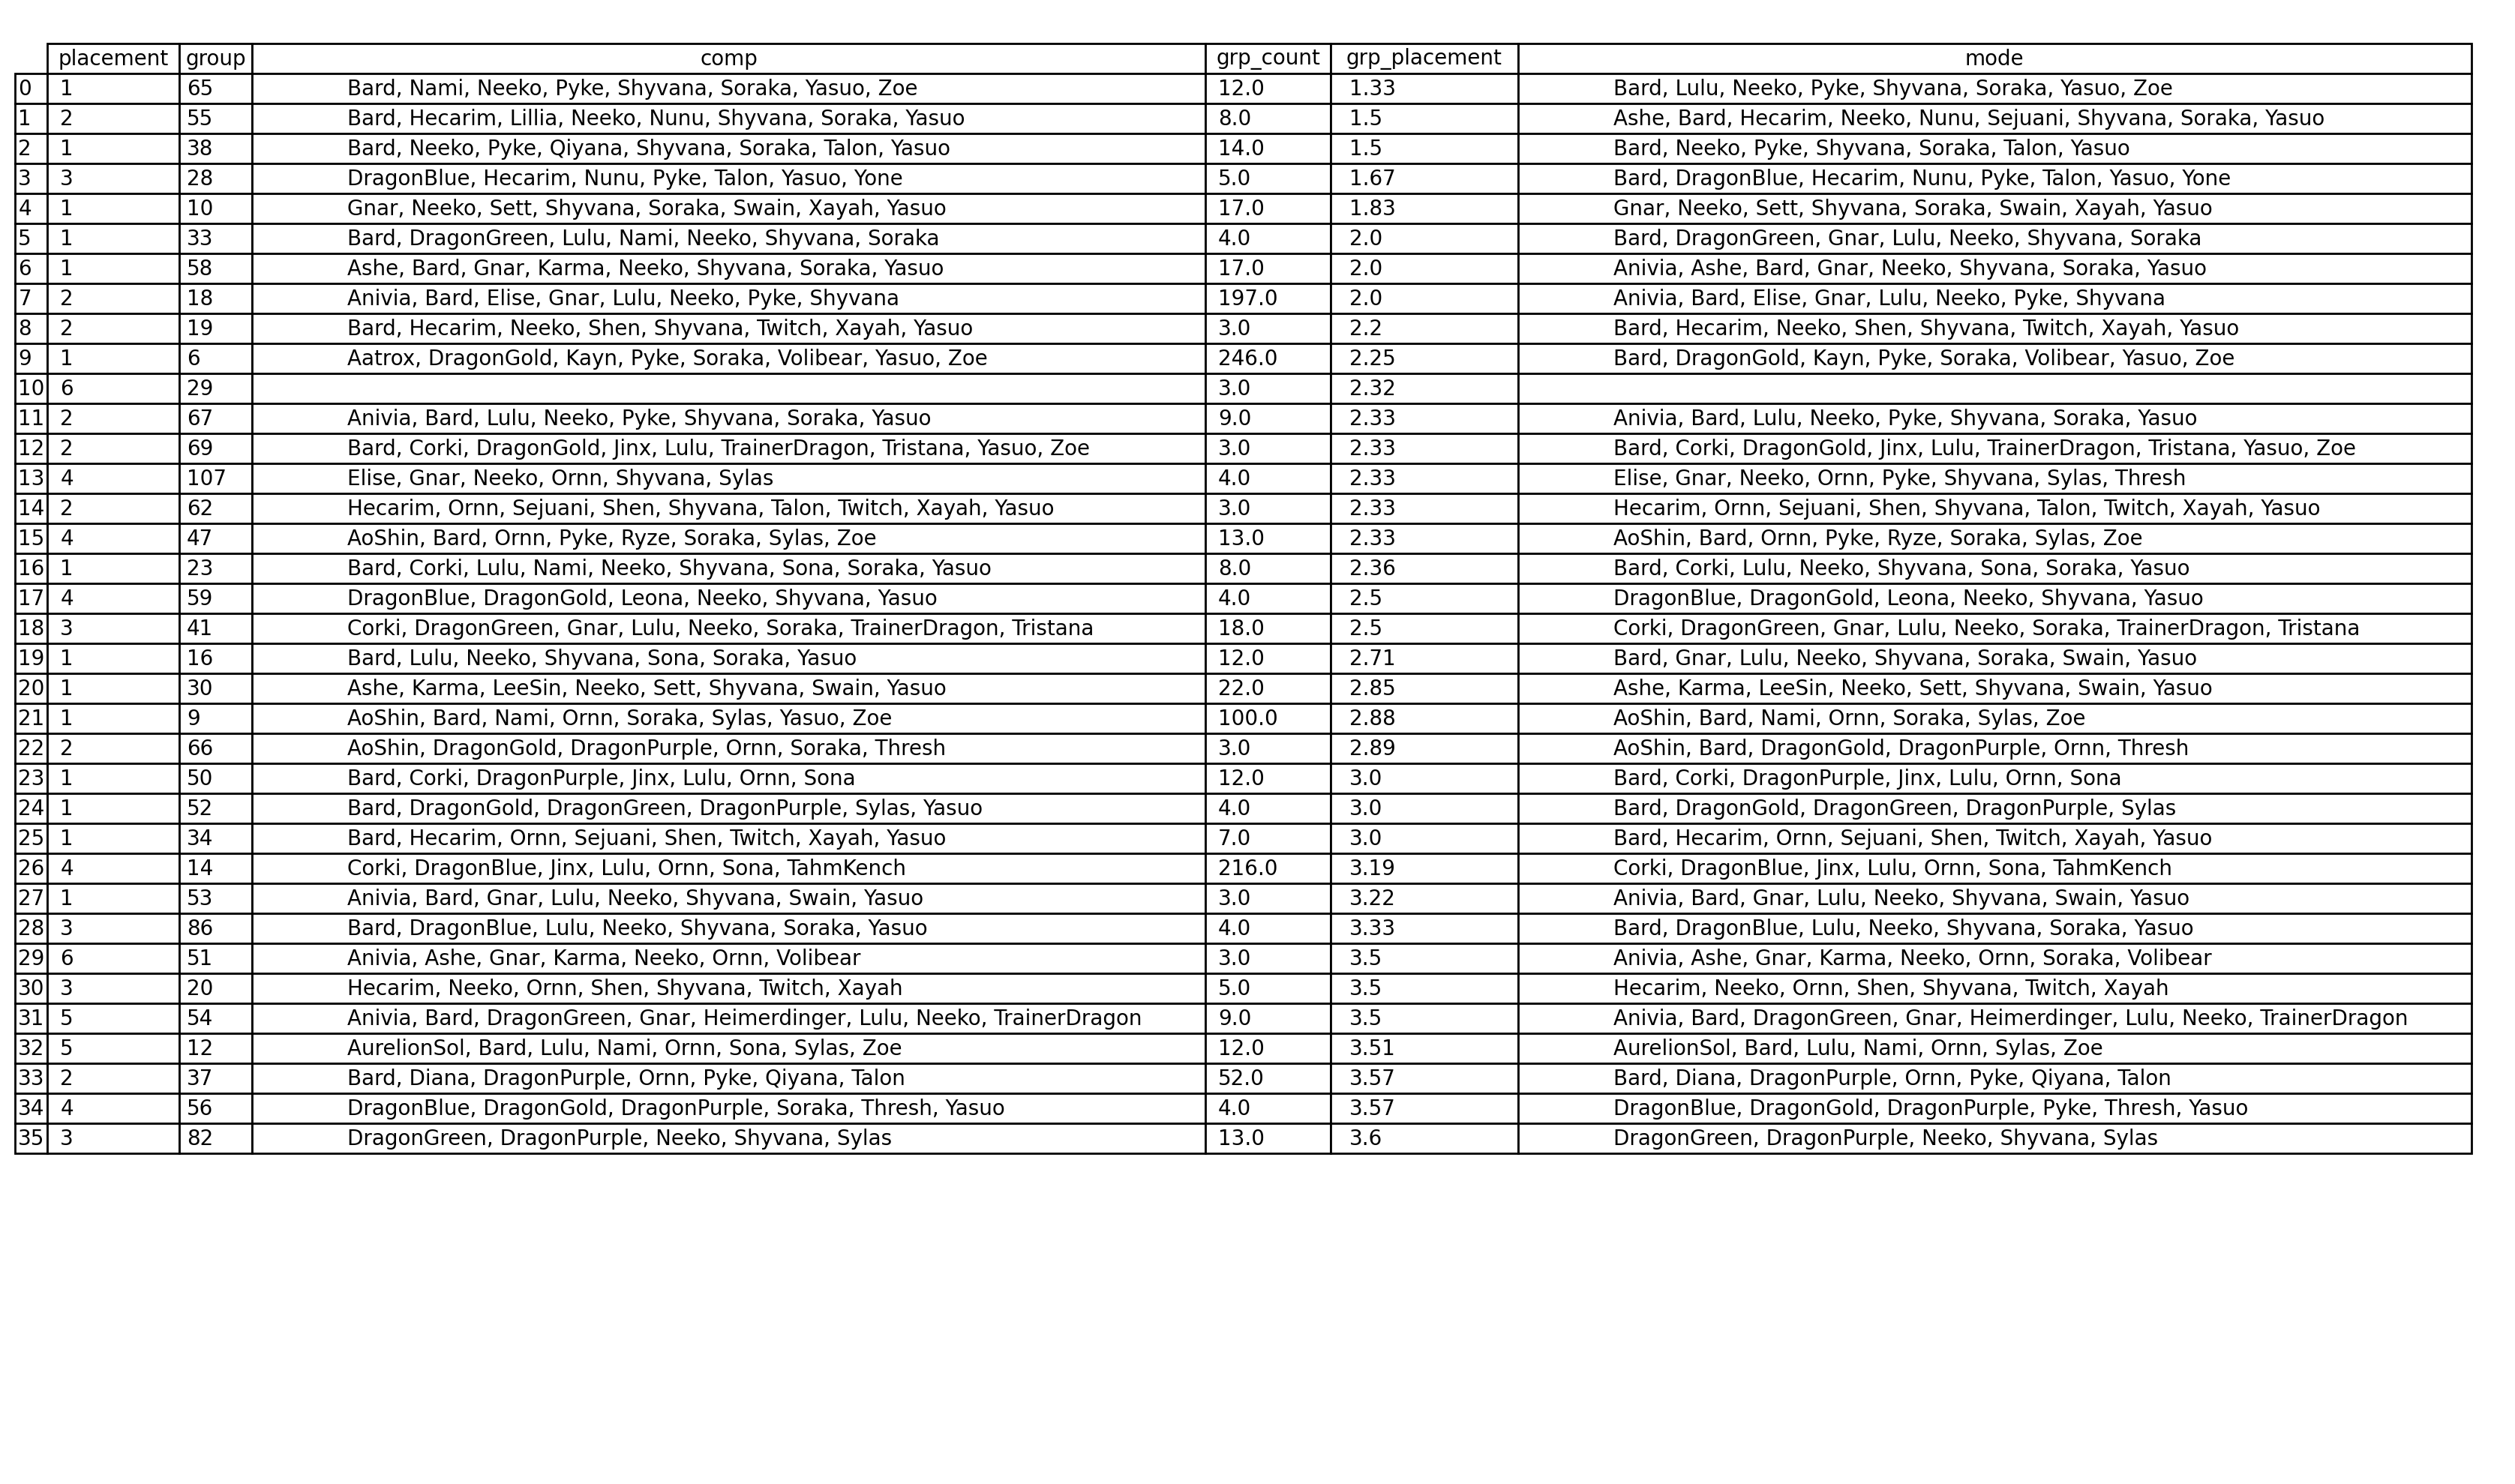 placement group comp grp_count grp_placement mode
0 1 65 Bard, Nami, Neeko, Pyke, Shyvana, Soraka, Yasuo, Zoe 12.0 1.33 Bard, Lulu, Neeko, Pyke, Shyvana, Soraka, Yasuo, Zoe
1 2 55 Bard, Hecarim, Lillia, Neeko, Nunu, Shyvana, Soraka, Yasuo 8.0 1.5 Ashe, Bard, Hecarim, Neeko, Nunu, Sejuani, Shyvana, Soraka, Yasuo
2 1 38 Bard, Neeko, Pyke, Qiyana, Shyvana, Soraka, Talon, Yasuo 14.0 1.5 Bard, Neeko, Pyke, Shyvana, Soraka, Talon, Yasuo
3 3 28 DragonBlue, Hecarim, Nunu, Pyke, Talon, Yasuo, Yone 5.0 1.67 Bard, DragonBlue, Hecarim, Nunu, Pyke, Talon, Yasuo, Yone
4 1 10 Gnar, Neeko, Sett, Shyvana, Soraka, Swain, Xayah, Yasuo 17.0 1.83 Gnar, Neeko, Sett, Shyvana, Soraka, Swain, Xayah, Yasuo
5 1 33 Bard, DragonGreen, Lulu, Nami, Neeko, Shyvana, Soraka 4.0 2.0 Bard, DragonGreen, Gnar, Lulu, Neeko, Shyvana, Soraka
6 1 58 Ashe, Bard, Gnar, Karma, Neeko, Shyvana, Soraka, Yasuo 17.0 2.0 Anivia, Ashe, Bard, Gnar, Neeko, Shyvana, Soraka, Yasuo
7 2 18 Anivia, Bard, Elise, Gnar, Lulu, Neeko, Pyke, Shyvana 197.0 2.0 Anivia, Bard, Elise, Gnar, Lulu, Neeko, Pyke, Shyvana
8 2 19 Bard, Hecarim, Neeko, Shen, Shyvana, Twitch, Xayah, Yasuo 3.0 2.2 Bard, Hecarim, Neeko, Shen, Shyvana, Twitch, Xayah, Yasuo
9 1 6 Aatrox, DragonGold, Kayn, Pyke, Soraka, Volibear, Yasuo, Zoe 246.0 2.25 Bard, DragonGold, Kayn, Pyke, Soraka, Volibear, Yasuo, Zoe
10 6 29 3.0 2.32
11 2 67 Anivia, Bard, Lulu, Neeko, Pyke, Shyvana, Soraka, Yasuo 9.0 2.33 Anivia, Bard, Lulu, Neeko, Pyke, Shyvana, Soraka, Yasuo
12 2 69 Bard, Corki, DragonGold, Jinx, Lulu, TrainerDragon, Tristana, Yasuo, Zoe 3.0 2.33 Bard, Corki, DragonGold, Jinx, Lulu, TrainerDragon, Tristana, Yasuo, Zoe
13 4 107 Elise, Gnar, Neeko, Ornn, Shyvana, Sylas 4.0 2.33 Elise, Gnar, Neeko, Ornn, Pyke, Shyvana, Sylas, Thresh
14 2 62 Hecarim, Ornn, Sejuani, Shen, Shyvana, Talon, Twitch, Xayah, Yasuo 3.0 2.33 Hecarim, Ornn, Sejuani, Shen, Shyvana, Talon, Twitch, Xayah, Yasuo
15 4 47 AoShin, Bard, Ornn, Pyke, Ryze, Soraka, Sylas, Zoe 13.0 2.33 AoShin, Bard, Ornn, Pyke, Ryze, Soraka, Sylas, Zoe
16 1 23 Bard, Corki, Lulu, Nami, Neeko, Shyvana, Sona, Soraka, Yasuo 8.0 2.36 Bard, Corki, Lulu, Neeko, Shyvana, Sona, Soraka, Yasuo
17 4 59 DragonBlue, DragonGold, Leona, Neeko, Shyvana, Yasuo 4.0 2.5 DragonBlue, DragonGold, Leona, Neeko, Shyvana, Yasuo
18 3 41 Corki, DragonGreen, Gnar, Lulu, Neeko, Soraka, TrainerDragon, Tristana 18.0 2.5 Corki, DragonGreen, Gnar, Lulu, Neeko, Soraka, TrainerDragon, Tristana
19 1 16 Bard, Lulu, Neeko, Shyvana, Sona, Soraka, Yasuo 12.0 2.71 Bard, Gnar, Lulu, Neeko, Shyvana, Soraka, Swain, Yasuo
20 1 30 Ashe, Karma, LeeSin, Neeko, Sett, Shyvana, Swain, Yasuo 22.0 2.85 Ashe, Karma, LeeSin, Neeko, Sett, Shyvana, Swain, Yasuo
21 1 9 AoShin, Bard, Nami, Ornn, Soraka, Sylas, Yasuo, Zoe 100.0 2.88 AoShin, Bard, Nami, Ornn, Soraka, Sylas, Zoe
22 2 66 AoShin, DragonGold, DragonPurple, Ornn, Soraka, Thresh 3.0 2.89 AoShin, Bard, DragonGold, DragonPurple, Ornn, Thresh
23 1 50 Bard, Corki, DragonPurple, Jinx, Lulu, Ornn, Sona 12.0 3.0 Bard, Corki, DragonPurple, Jinx, Lulu, Ornn, Sona
24 1 52 Bard, DragonGold, DragonGreen, DragonPurple, Sylas, Yasuo 4.0 3.0 Bard, DragonGold, DragonGreen, DragonPurple, Sylas
25 1 34 Bard, Hecarim, Ornn, Sejuani, Shen, Twitch, Xayah, Yasuo 7.0 3.0 Bard, Hecarim, Ornn, Sejuani, Shen, Twitch, Xayah, Yasuo
26 4 14 Corki, DragonBlue, Jinx, Lulu, Ornn, Sona, TahmKench 216.0 3.19 Corki, DragonBlue, Jinx, Lulu, Ornn, Sona, TahmKench
27 1 53 Anivia, Bard, Gnar, Lulu, Neeko, Shyvana, Swain, Yasuo 3.0 3.22 Anivia, Bard, Gnar, Lulu, Neeko, Shyvana, Swain, Yasuo
28 3 86 Bard, DragonBlue, Lulu, Neeko, Shyvana, Soraka, Yasuo 4.0 3.33 Bard, DragonBlue, Lulu, Neeko, Shyvana, Soraka, Yasuo
29 6 51 Anivia, Ashe, Gnar, Karma, Neeko, Ornn, Volibear 3.0 3.5 Anivia, Ashe, Gnar, Karma, Neeko, Ornn, Soraka, Volibear
30 3 20 Hecarim, Neeko, Ornn, Shen, Shyvana, Twitch, Xayah 5.0 3.5 Hecarim, Neeko, Ornn, Shen, Shyvana, Twitch, Xayah
31 5 54 Anivia, Bard, DragonGreen, Gnar, Heimerdinger, Lulu, Neeko, TrainerDragon 9.0 3.5 Anivia, Bard, DragonGreen, Gnar, Heimerdinger, Lulu, Neeko, TrainerDragon
32 5 12 AurelionSol, Bard, Lulu, Nami, Ornn, Sona, Sylas, Zoe 12.0 3.51 AurelionSol, Bard, Lulu, Nami, Ornn, Sylas, Zoe
33 2 37 Bard, Diana, DragonPurple, Ornn, Pyke, Qiyana, Talon 52.0 3.57 Bard, Diana, DragonPurple, Ornn, Pyke, Qiyana, Talon
34 4 56 DragonBlue, DragonGold, DragonPurple, Soraka, Thresh, Yasuo 4.0 3.57 DragonBlue, DragonGold, DragonPurple, Pyke, Thresh, Yasuo
35 3 82 DragonGreen, DragonPurple, Neeko, Shyvana, Sylas 13.0 3.6 DragonGreen, DragonPurple, Neeko, Shyvana, Sylas